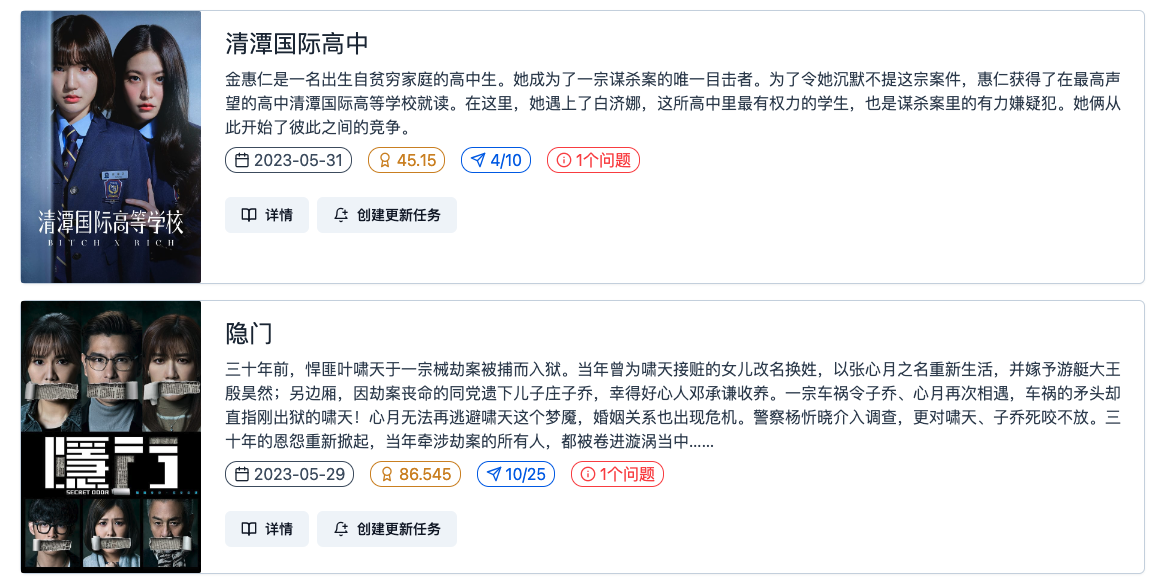 清潭国际高中
金惠仁是一名出生自贫穷家庭的高中生。她成为了一宗谋杀案的唯一目击者。为了令她沉默不提这宗案件，惠仁获得了在最高声
望的高中清潭国际高等学校就读。在这里，她遇上了白济娜，这所高中里最有权力的学生，也是谋杀案里的有力嫌疑犯。她俩从
此开始了彼此之间的竞争。
2023-05-31 45.15 4/10 1个问题
详情 创建更新任务
清潭国际高等学校
BITCH X RICH
隐门
三十年前，悍匪叶啸天于一宗械劫案被捕而入狱。当年曾为啸天接赃的女儿改名换姓，以张心月之名重新生活，并嫁予游艇大王
殷昊然；另边厢，因劫案丧命的同党遗下儿子庄子乔，幸得好心人邓承谦收养。一宗车祸令子乔、心月再次相遇，车祸的矛头却
直指刚出狱的啸天！心月无法再逃避啸天这个梦魇，婚姻关系也出现危机。警察杨忻晓介入调查，更对啸天、子乔死咬不放。三
十年的恩怨重新掀起，当年牵涉劫案的所有人，都被卷进漩涡当中……
2023-05-29 86.545 10/25 1个问题
详情 创建更新任务
隱門
SECRET DOOR